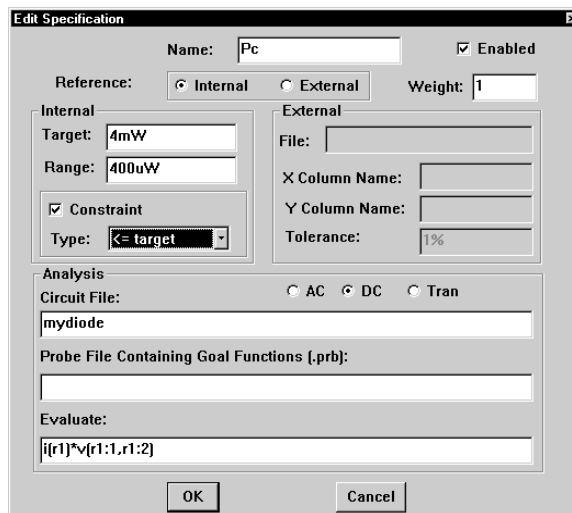 Edit Specification
Name: Pc Enabled
Reference: Internal External Weight: 1
Internal
Target: 4mW
Range: 400uW
Constraint
Type: <= target
External
File:
X Column Name:
Y Column Name:
Tolerance: 1%
Analysis
Circuit File: AC DC Tran
mydiode
Probe File Containing Goal Functions (.prb):
Evaluate:
i(r1)*v(r1:1,r1:2)
OK Cancel